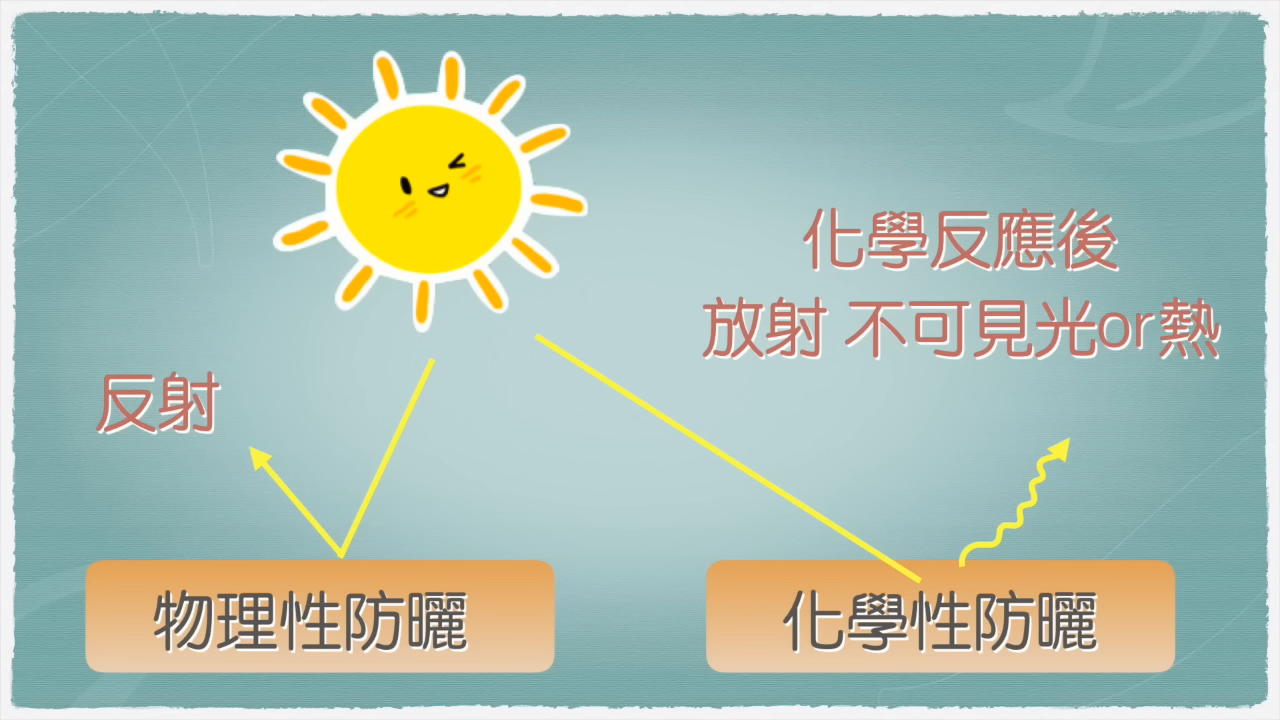 化學反應後
放射 不可見光or熱
反射
物理性防曬
化學性防曬